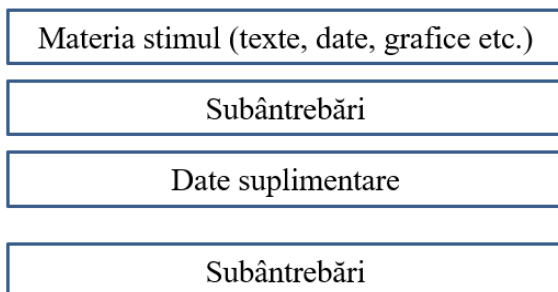 Materia stimul (texte, date, grafice etc.)
Subântrebări
Date suplimentare
Subântrebări